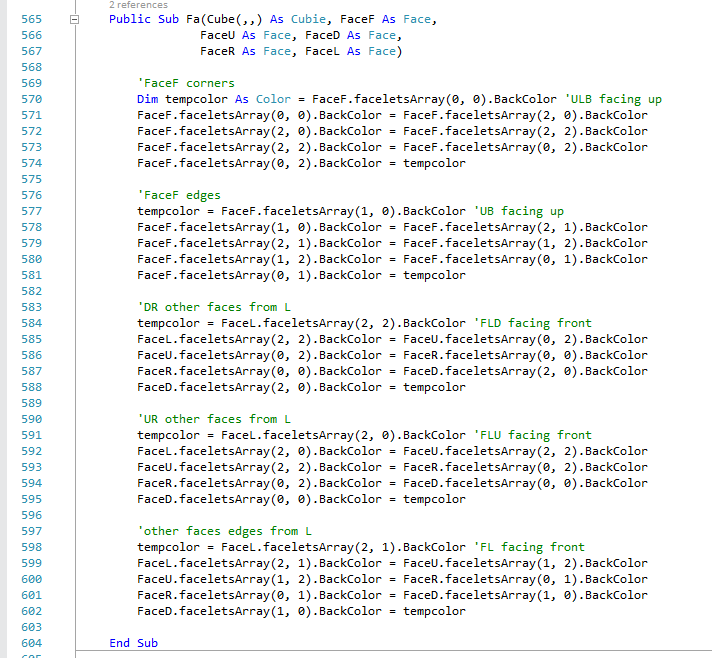 2 references
565 Public Sub Fa(Cube(,,) As Cubie, FaceF As Face,
566 FaceU As Face, FaceD As Face,
567 FaceR As Face, FaceL As Face)
568
569 'FaceF corners
570 Dim tempcolor As Color = FaceF.faceletsArray(0, 0).BackColor 'ULB facing up
571 FaceF.faceletsArray(0, 0).BackColor = FaceF.faceletsArray(2, 0).BackColor
572 FaceF.faceletsArray(2, 0).BackColor = FaceF.faceletsArray(2, 2).BackColor
573 FaceF.faceletsArray(2, 2).BackColor = FaceF.faceletsArray(0, 2).BackColor
574 FaceF.faceletsArray(0, 2).BackColor = tempcolor
575
576 'FaceF edges
577 tempcolor = FaceF.faceletsArray(1, 0).BackColor 'UB facing up
578 FaceF.faceletsArray(1, 0).BackColor = FaceF.faceletsArray(2, 1).BackColor
579 FaceF.faceletsArray(2, 1).BackColor = FaceF.faceletsArray(1, 2).BackColor
580 FaceF.faceletsArray(1, 2).BackColor = FaceF.faceletsArray(0, 1).BackColor
581 FaceF.faceletsArray(0, 1).BackColor = tempcolor
582
583 'DR other faces from L
584 tempcolor = FaceL.faceletsArray(2, 2).BackColor 'FLD facing front
585 FaceL.faceletsArray(2, 2).BackColor = FaceU.faceletsArray(0, 2).BackColor
586 FaceU.faceletsArray(0, 2).BackColor = FaceR.faceletsArray(0, 0).BackColor
587 FaceR.faceletsArray(0, 0).BackColor = FaceD.faceletsArray(2, 0).BackColor
588 FaceD.faceletsArray(2, 0).BackColor = tempcolor
589
590 'UR other faces from L
591 tempcolor = FaceL.faceletsArray(2, 0).BackColor 'FLU facing front
592 FaceL.faceletsArray(2, 0).BackColor = FaceU.faceletsArray(2, 2).BackColor
593 FaceU.faceletsArray(2, 2).BackColor = FaceR.faceletsArray(0, 2).BackColor
594 FaceR.faceletsArray(0, 2).BackColor = FaceD.faceletsArray(0, 0).BackColor
595 FaceD.faceletsArray(0, 0).BackColor = tempcolor
596
597 'other faces edges from L
598 tempcolor = FaceL.faceletsArray(2, 1).BackColor 'FL facing front
599 FaceL.faceletsArray(2, 1).BackColor = FaceU.faceletsArray(1, 2).BackColor
600 FaceU.faceletsArray(1, 2).BackColor = FaceR.faceletsArray(0, 1).BackColor
601 FaceR.faceletsArray(0, 1).BackColor = FaceD.faceletsArray(1, 0).BackColor
602 FaceD.faceletsArray(1, 0).BackColor = tempcolor
603
604 End Sub